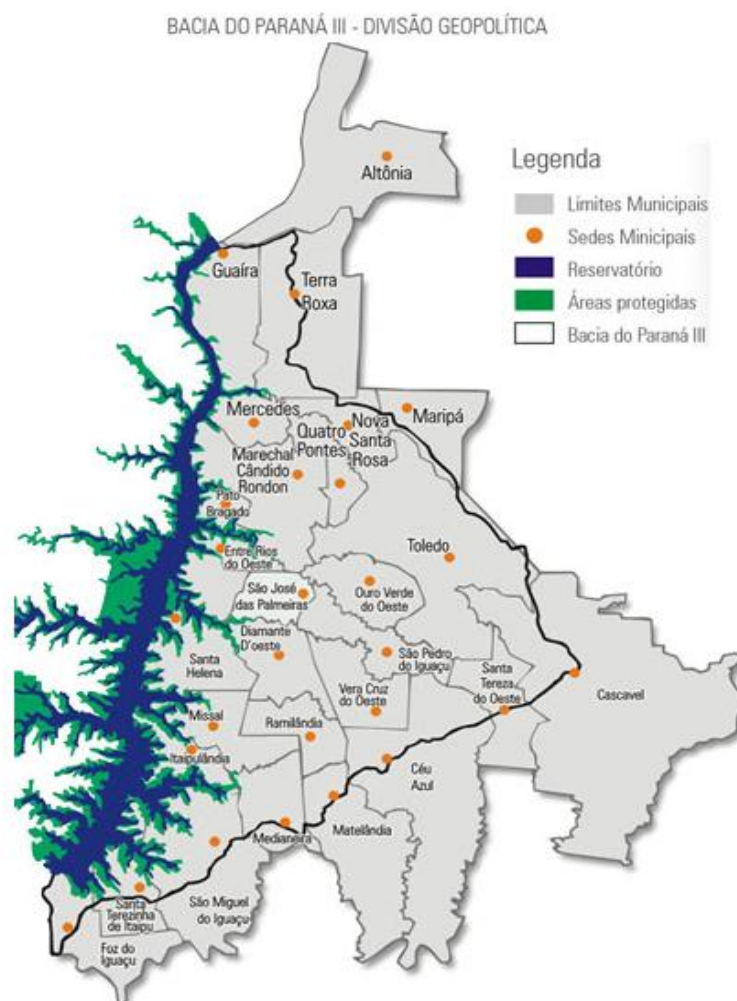 BACIA DO PARANÁ III - DIVISÃO GEOPOLÍTICA
Altônia
Legenda
Límites Municipais
Sedes Minicipais
Reservatório
Áreas protegidas
Bacia do Paraná III
Guaíra
Terra
Roxa
Mercedes
Maripá
Nova
Santa
Rosa
Quatro
Pontes
Marechal
Cândido
Rondon
Pato
Bragado
Entre Rios
do Oeste
Toledo
São José
das Palmeiras
Ouro Verde
do Oeste
Diamante
D'oeste
São Pedro
do Iguaçu
Santa
Helena
Santa
Tereza
do Oeste
Cascavel
Vera Cruz
do Oeste
Missal
Ramilândia
Itaipulândia
Céu
Azul
Medianeira
Matelândia
São Miguel
do Iguaçu
Santa
Terezinha
de Itaipu
Foz do
Iguaçu